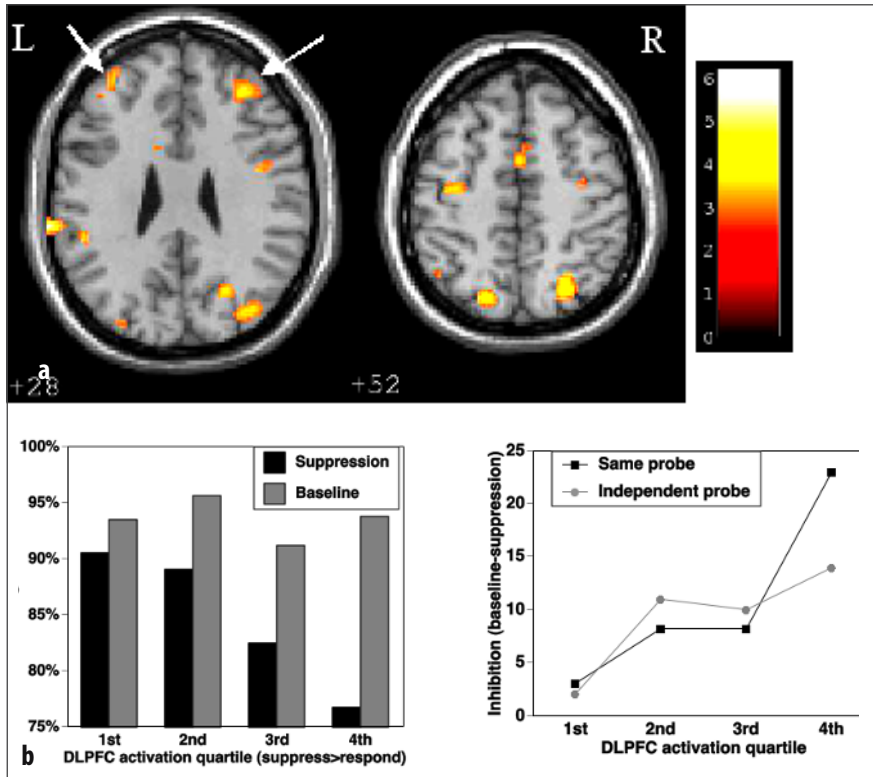 L
R
6
5
4
3
2
1
0
a
+28
+52
100%
95%
90%
85%
80%
75%
Suppression
Baseline
1st 2nd 3rd 4th
DLPFC activation quartile (suppress>respond)
b
Inhibition (baseline-suppression)
25
20
15
10
5
0
Same probe
Independent probe
1st 2nd 3rd 4th
DLPFC activation quartile